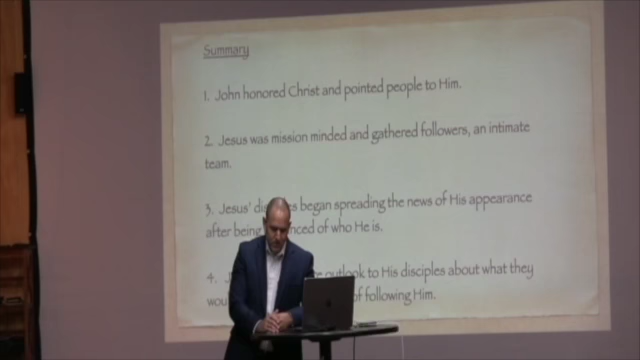 Summary
1. John honored Christ and pointed people to Him.
2. Jesus was mission minded and gathered followers, an intimate
team.
3. Jesus' began spreading the news of His appearance
after being of who He is.
4. outlook to His disciples about what they
of following Him.